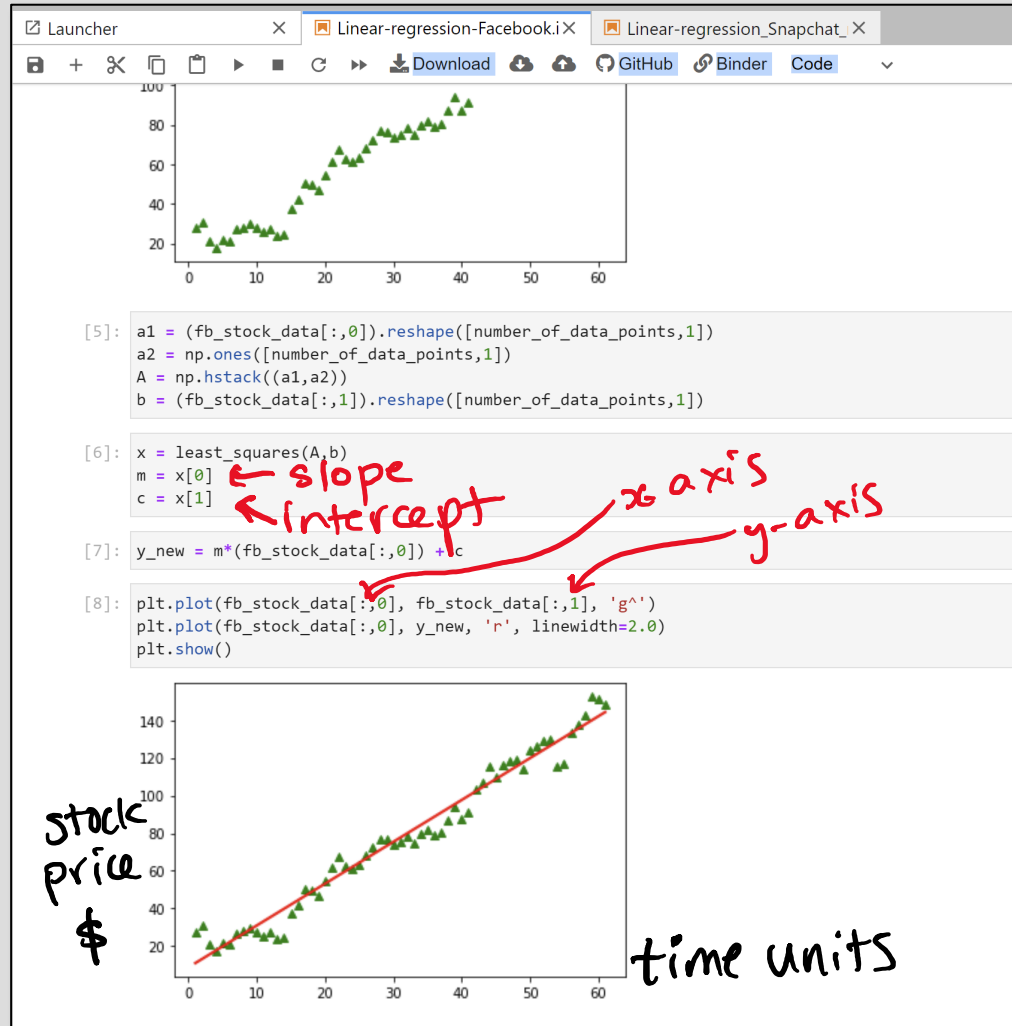 Launcher
Linear-regression-Facebook.i
Linear-regression_Snapchat_
Download
GitHub
Binder
Code
100
80
60
40
20
0 10 20 30 40 50 60
[5]: a1 = (fb_stock_data[:,0]).reshape([number_of_data_points,1])
a2 = np.ones([number_of_data_points,1])
A = np.hstack((a1,a2))
b = (fb_stock_data[:,1]).reshape([number_of_data_points,1])
[6]: x = least_squares(A,b)
m = x[0]
slope
c = x[1]
intercept
x axis
y-axis
[7]: y_new = m*(fb_stock_data[:,0]) + c
[8]: plt.plot(fb_stock_data[:,0], fb_stock_data[:,1], 'g^')
plt.plot(fb_stock_data[:,0], y_new, 'r', linewidth=2.0)
plt.show()
140
120
100
80
60
40
20
0 10 20 30 40 50 60
stock
price
$
time units